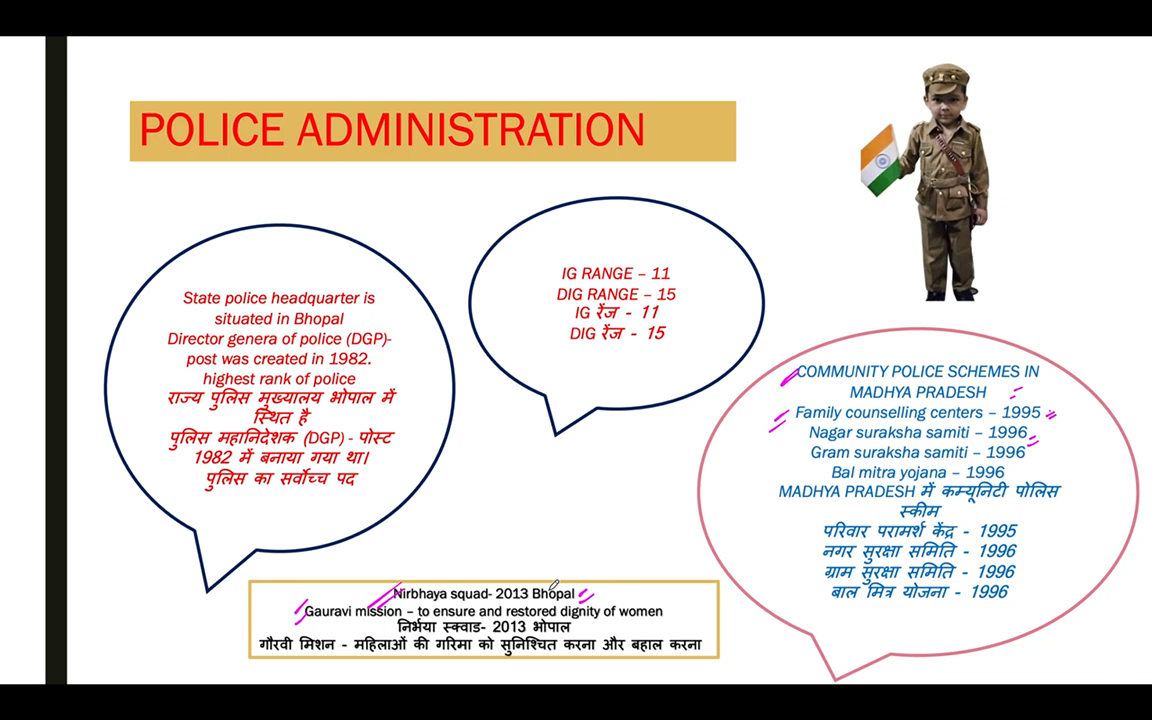 POLICE ADMINISTRATION
State police headquarter is
situated in Bhopal
Director genera of police (DGP)-
post was created in 1982.
highest rank of police
राज्य पुलिस मुख्यालय भोपाल में
स्थित है
पुलिस महानिदेशक (DGP) - पोस्ट
1982 में बनाया गया था।
पुलिस का सर्वोच्च पद
IG RANGE – 11
DIG RANGE – 15
IG रेंज - 11
DIG रेंज - 15
COMMUNITY POLICE SCHEMES IN
MADHYA PRADESH
Family counselling centers – 1995
Nagar suraksha samiti – 1996
Gram suraksha samiti – 1996
Bal mitra yojana – 1996
MADHYA PRADESH में कम्यूनिटी पोलिस
स्कीम
परिवार परामर्श केंद्र - 1995
नगर सुरक्षा समिति - 1996
ग्राम सुरक्षा समिति - 1996
बाल मित्र योजना - 1996
Nirbhaya squad- 2013 Bhopal
Gauravi mission – to ensure and restored dignity of women
निर्भया स्क्वाड- 2013 भोपाल
गौरवी मिशन - महिलाओं की गरिमा को सुनिश्चित करना और बहाल करना